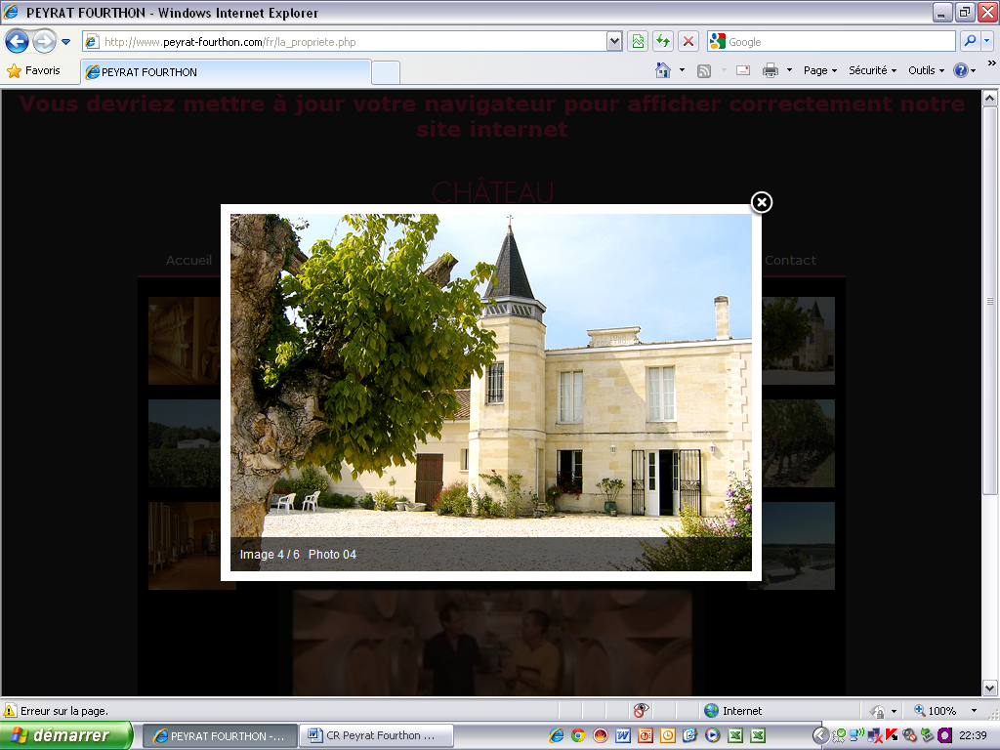 PEYRAT FOURTHON - Windows Internet Explorer
http://www.peyrat-fourthon.com/fr/la_propriete.php
Google
Favoris
PEYRAT FOURTHON
Page
Sécurité
Outils
»
Vous devriez mettre à jour votre navigateur pour afficher correctement notre
site internet
CHÂTEAU
Accueil
Contact
Image 4 / 6 Photo 04
Erreur sur la page.
Internet
100%
démarrer
PEYRAT FOURTHON -...
CR Peyrat Fourthon ...
22:39